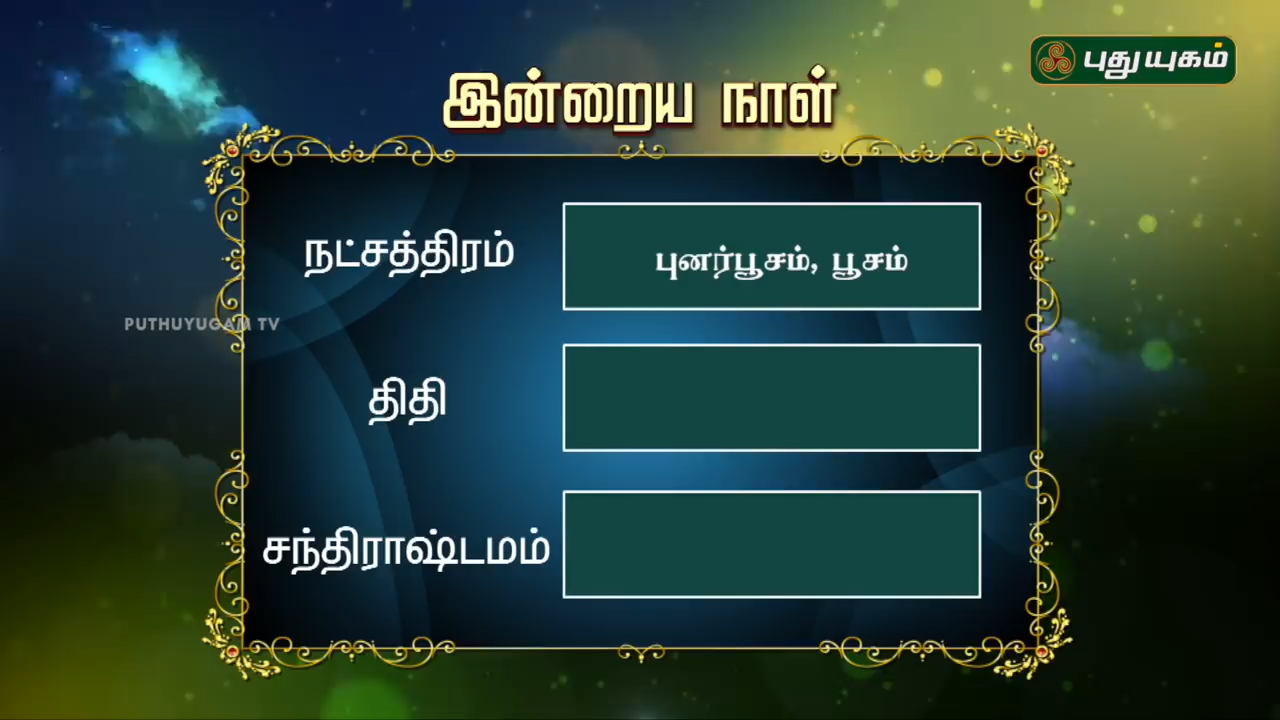 புதுயுகம்
இன்றைய நாள்
நட்சத்திரம்
புனர்பூசம், பூசம்
PUTHUYUGAM TV
திதி
சந்திராஷ்டமம்